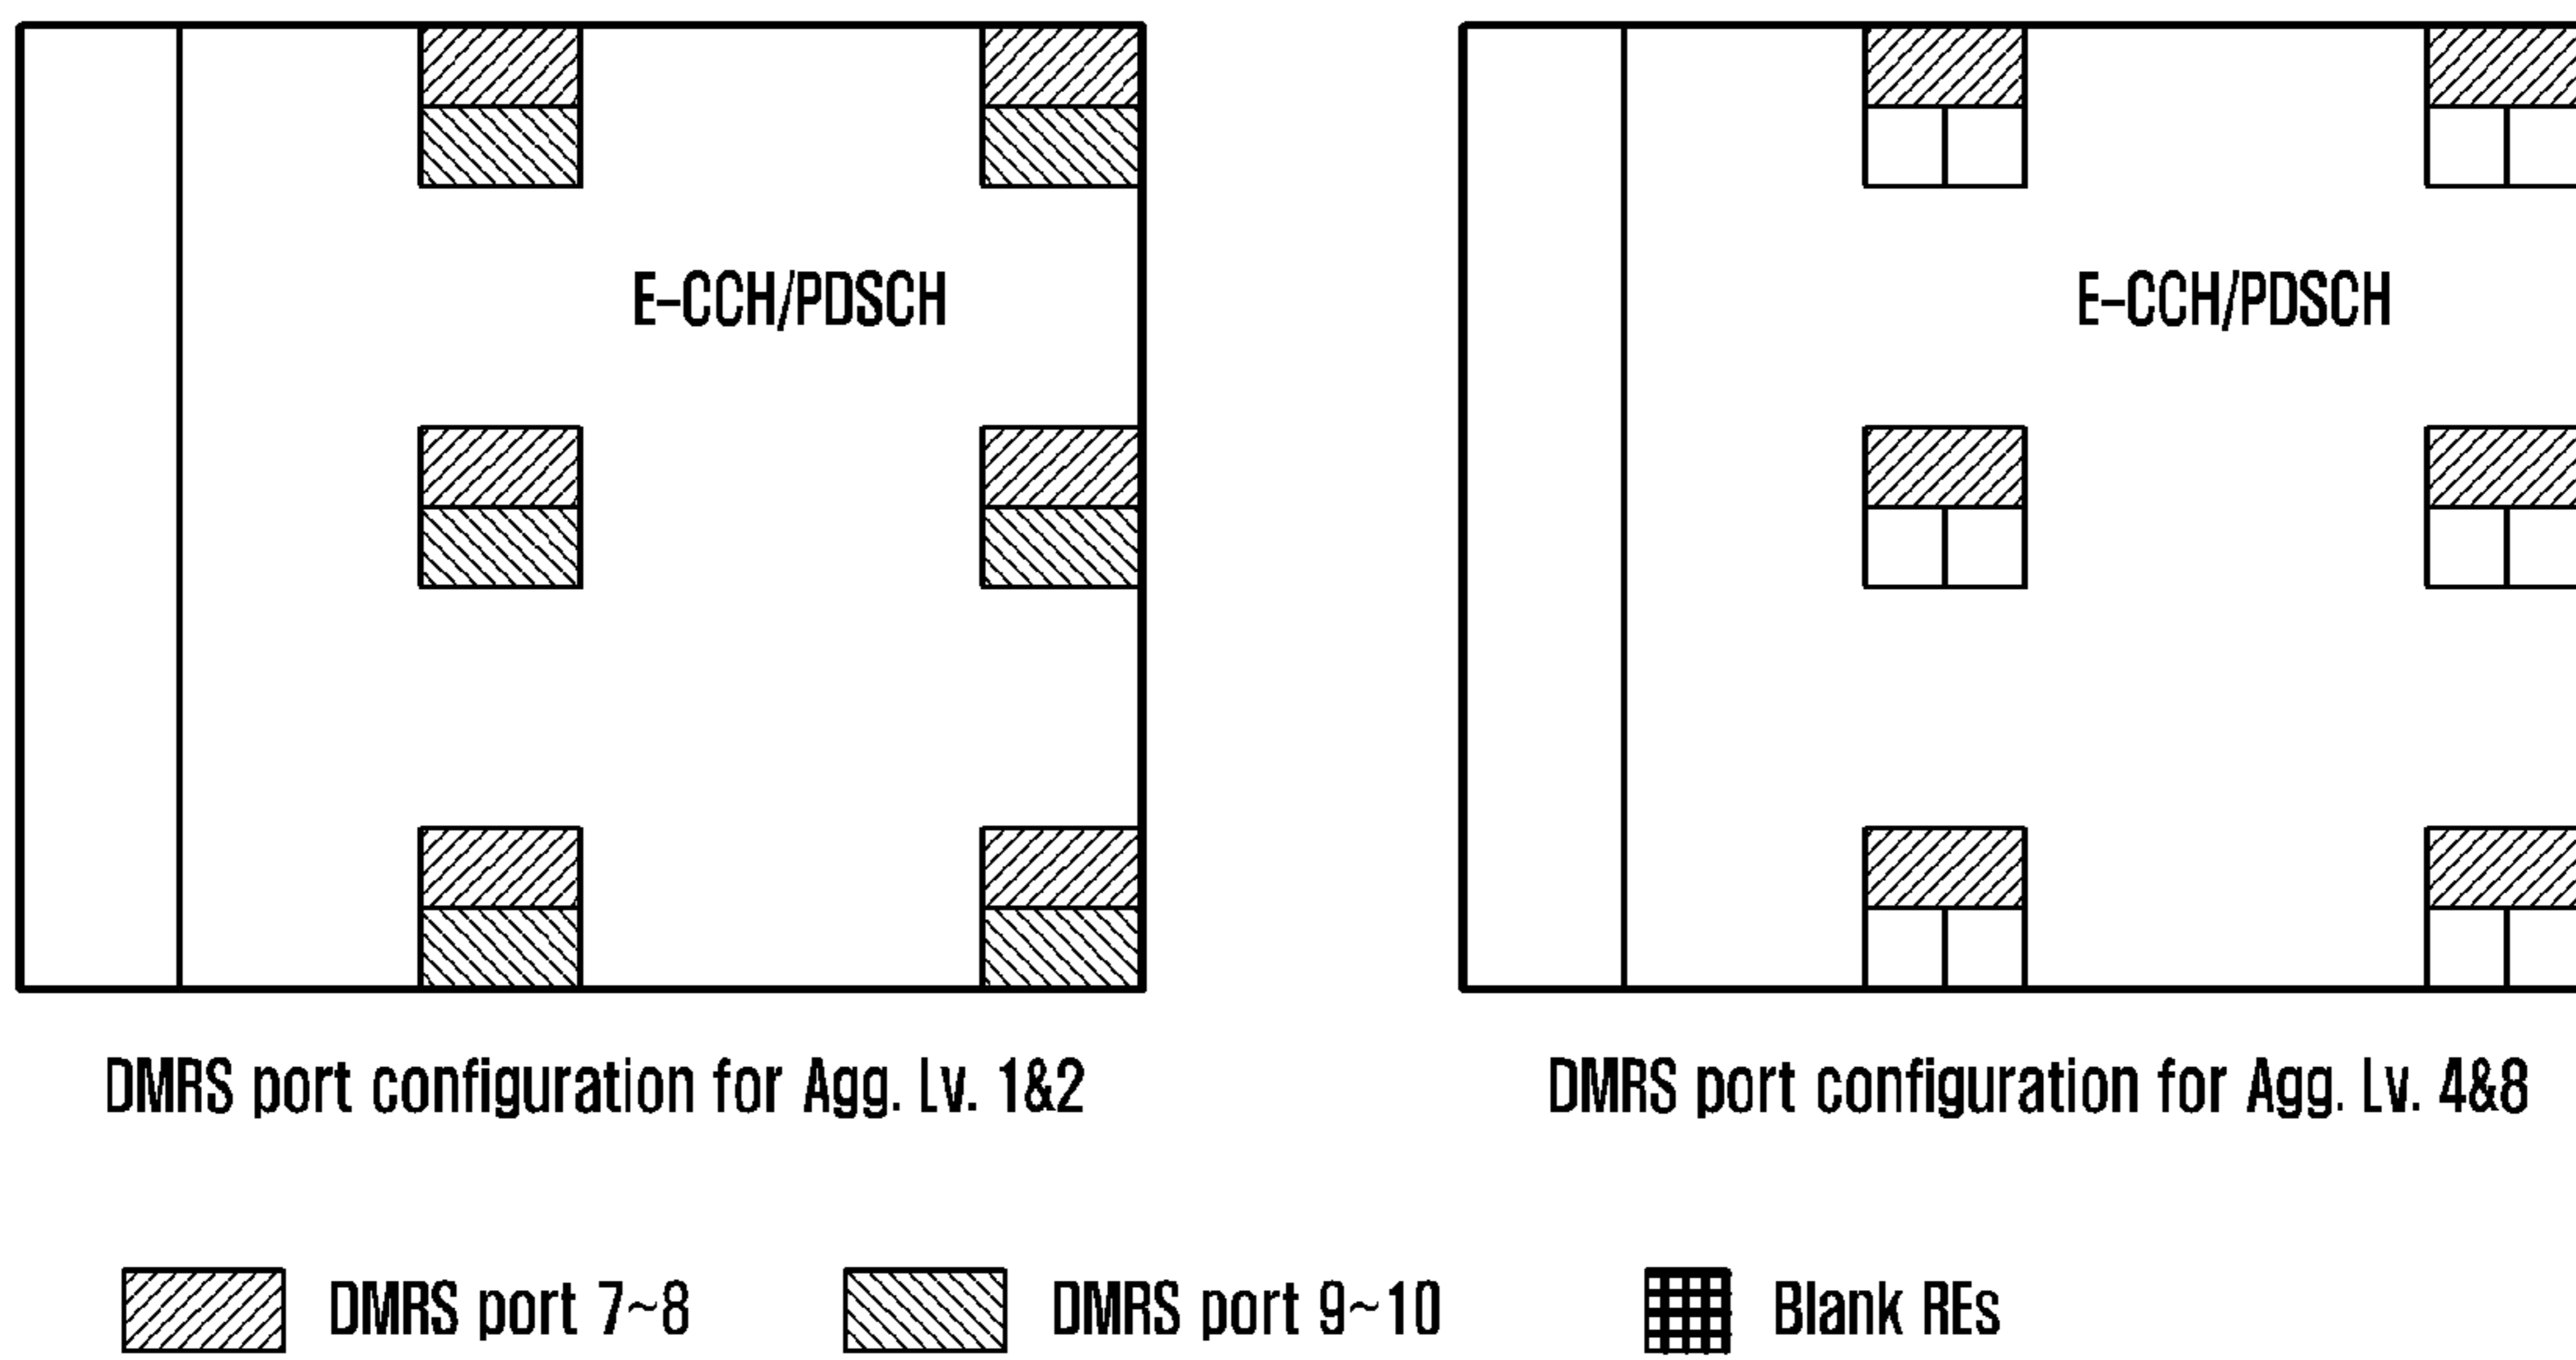 E-CCH/PDSCH
E-CCH/PDSCH
DMRS port configuration for Agg. Lv. 1&2
DMRS port configuration for Agg. Lv. 4&8
DMRS port 7~8
DMRS port 9~10
Blank REs